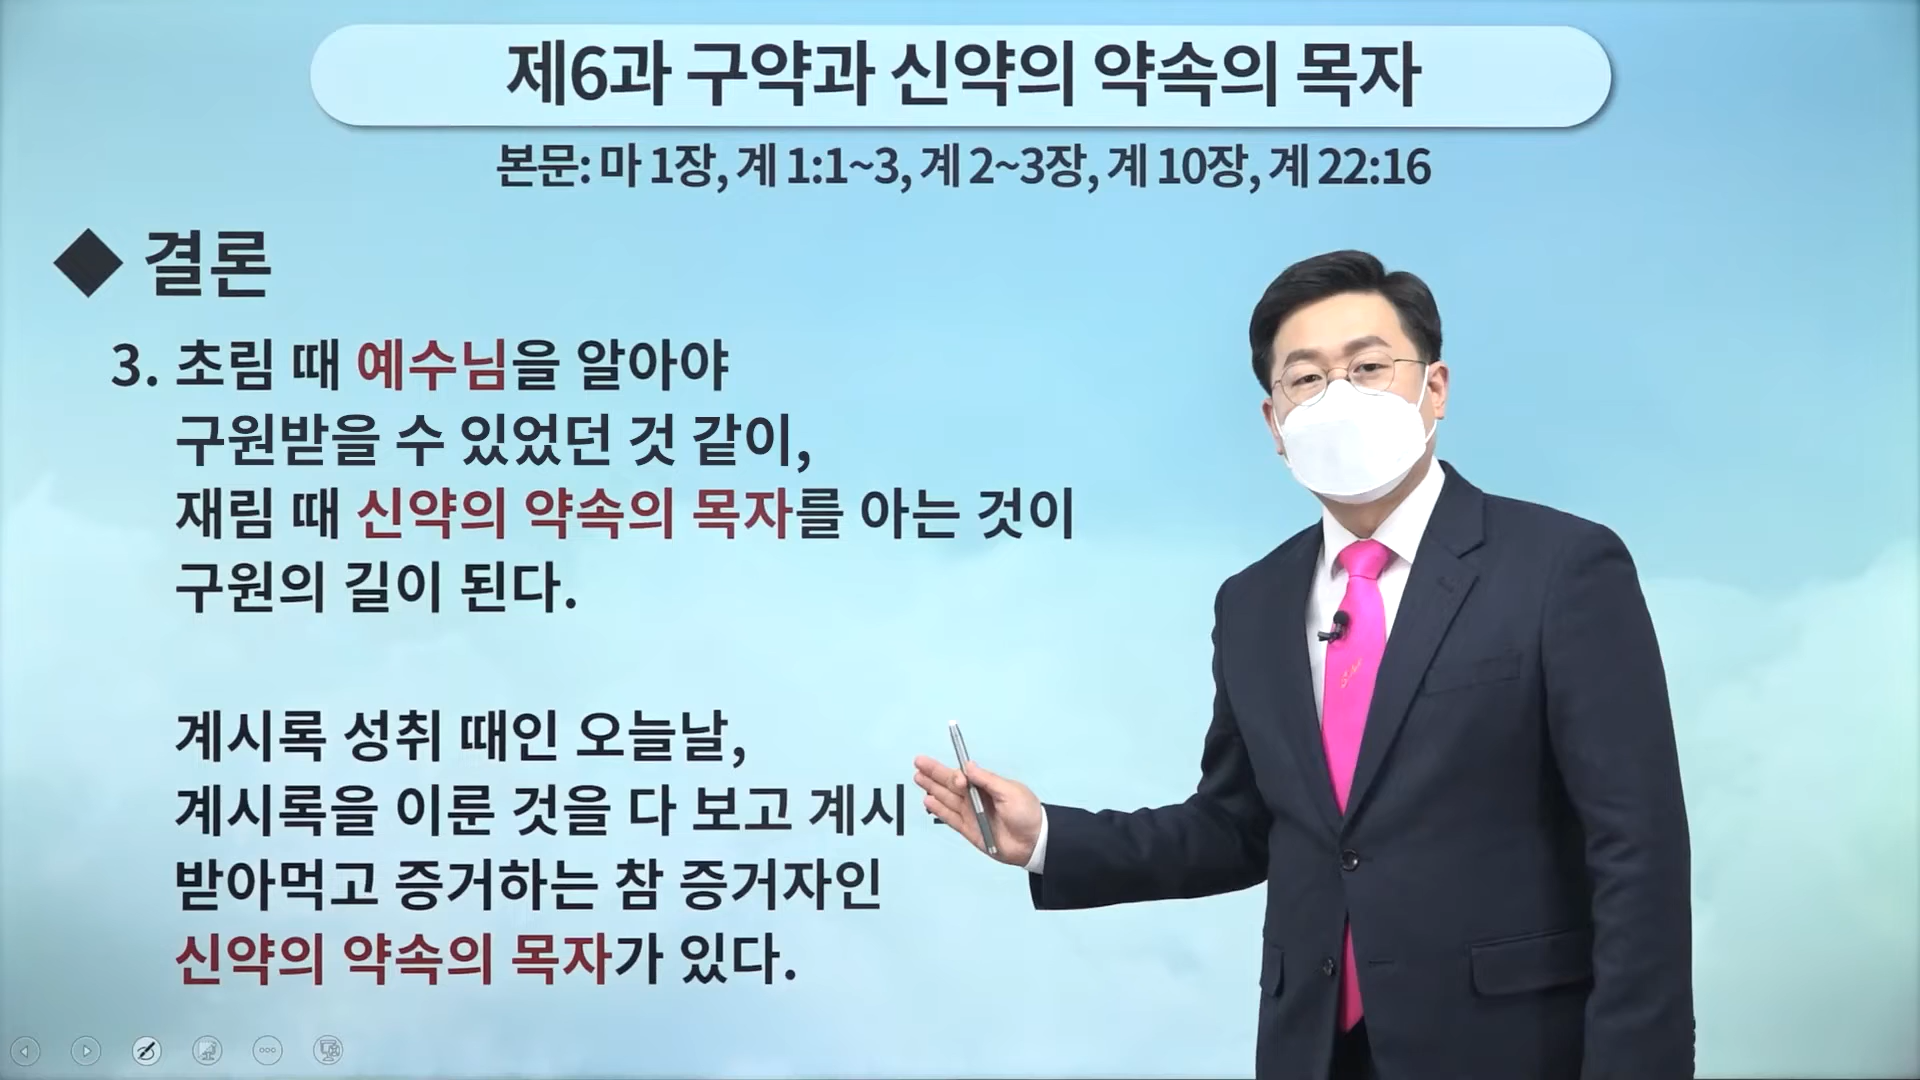 제6과 구약과 신약의 약속의 목자
본문: 마 1장, 계 1:1~3, 계 2~3장, 계 10장, 계 22:16
◆ 결론
3. 초림 때 예수님을 알아야
구원받을 수 있었던 것 같이,
재림 때 신약의 약속의 목자를 아는 것이
구원의 길이 된다.
계시록 성취 때인 오늘날,
계시록을 이룬 것을 다 보고 계시
받아먹고 증거하는 참 증거자인
신약의 약속의 목자가 있다.